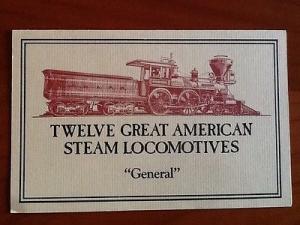 TWELVE GREAT AMERICAN
STEAM LOCOMOTIVES
"General"